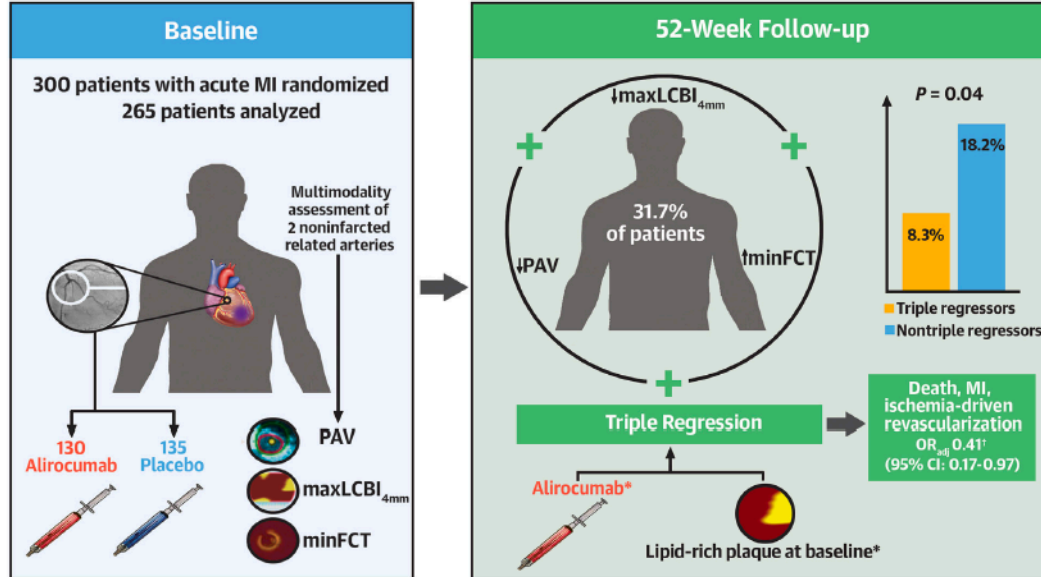 Baseline
300 patients with acute MI randomized
265 patients analyzed
Multimodality
assessment of
2 noninfarcted
related arteries
130
Alirocumab
135
Placebo
PAV
maxLCBI4mm
minFCT
52-Week Follow-up
↓maxLCBI4mm
+
+
31.7%
of patients
↓PAV
↑minFCT
+
P = 0.04
8.3%
18.2%
Triple regressors
Nontriple regressors
Triple Regression
Death, MI,
ischemia-driven
revascularization
ORadj 0.41†
(95% CI: 0.17-0.97)
Alirocumab*
Lipid-rich plaque at baseline*